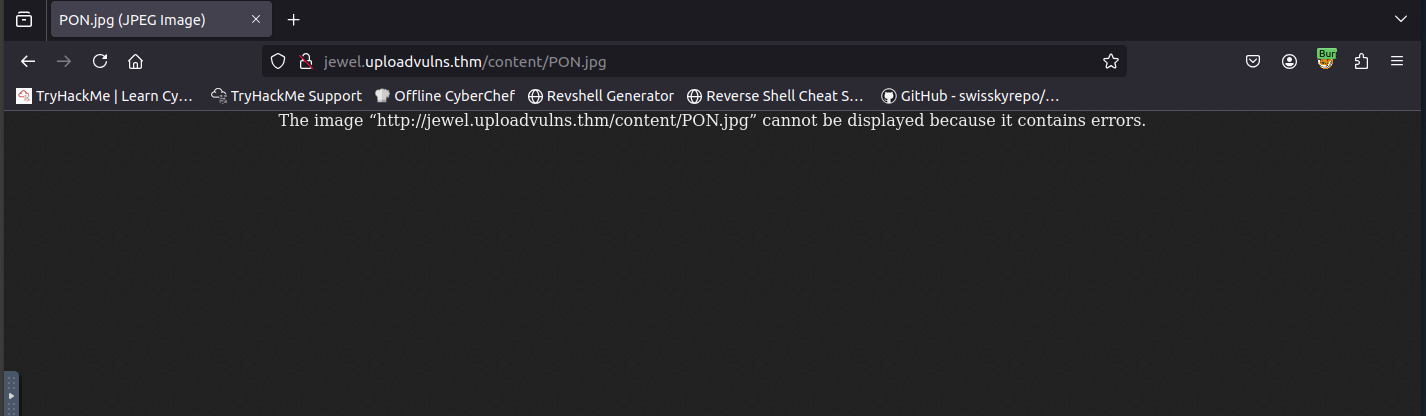 PON.jpg (JPEG Image)
jewel.uploadvulns.thm/content/PON.jpg
Bur
TryHackMe | Learn Cy… TryHackMe Support Offline CyberChef Revshell Generator Reverse Shell Cheat S… GitHub - swisskyrepo/…
The image “http://jewel.uploadvulns.thm/content/PON.jpg” cannot be displayed because it contains errors.